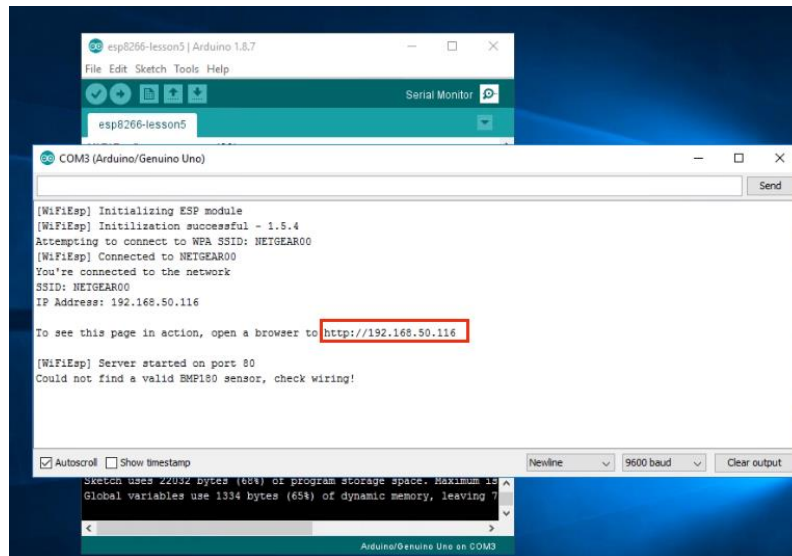 esp8266-lesson5 | Arduino 1.8.7
File Edit Sketch Tools Help
Serial Monitor
esp8266-lesson5
COM3 (Arduino/Genuino Uno)
Send
[WiFiEsp] Initializing ESP module
[WiFiEsp] Initilization successful - 1.5.4
Attempting to connect to WPA SSID: NETGEAR00
[WiFiEsp] Connected to NETGEAR00
You're connected to the network
SSID: NETGEAR00
IP Address: 192.168.50.116
To see this page in action, open a browser to http://192.168.50.116
[WiFiEsp] Server started on port 80
Could not find a valid BMP180 sensor, check wiring!
Autoscroll Show timestamp Newline 9600 baud Clear output
Sketch uses 22032 bytes (68%) of program storage space. Maximum is
Global variables use 1334 bytes (65%) of dynamic memory, leaving 7
Arduino/Genuino Uno on COM3